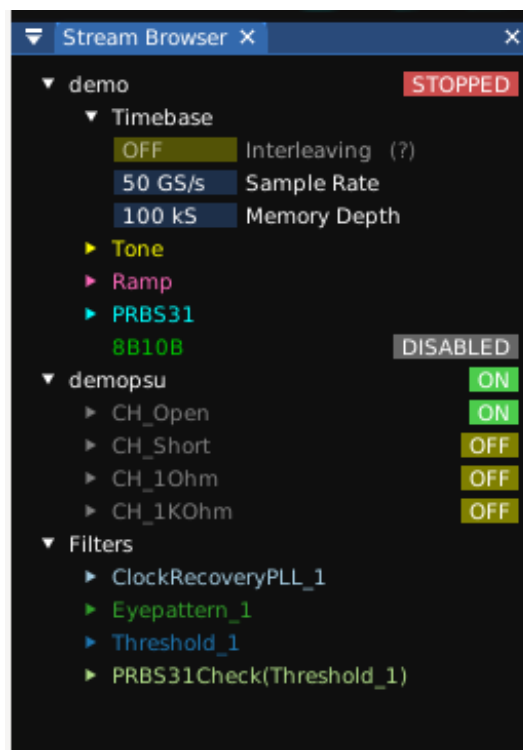 Stream Browser
demo STOPPED
Timebase
OFF Interleaving (?)
50 GS/s Sample Rate
100 kS Memory Depth
Tone
Ramp
PRBS31
8B10B DISABLED
demopsu ON
CH_Open ON
CH_Short OFF
CH_1Ohm OFF
CH_1KOhm OFF
Filters
ClockRecoveryPLL_1
Eyepattern_1
Threshold_1
PRBS31Check(Threshold_1)